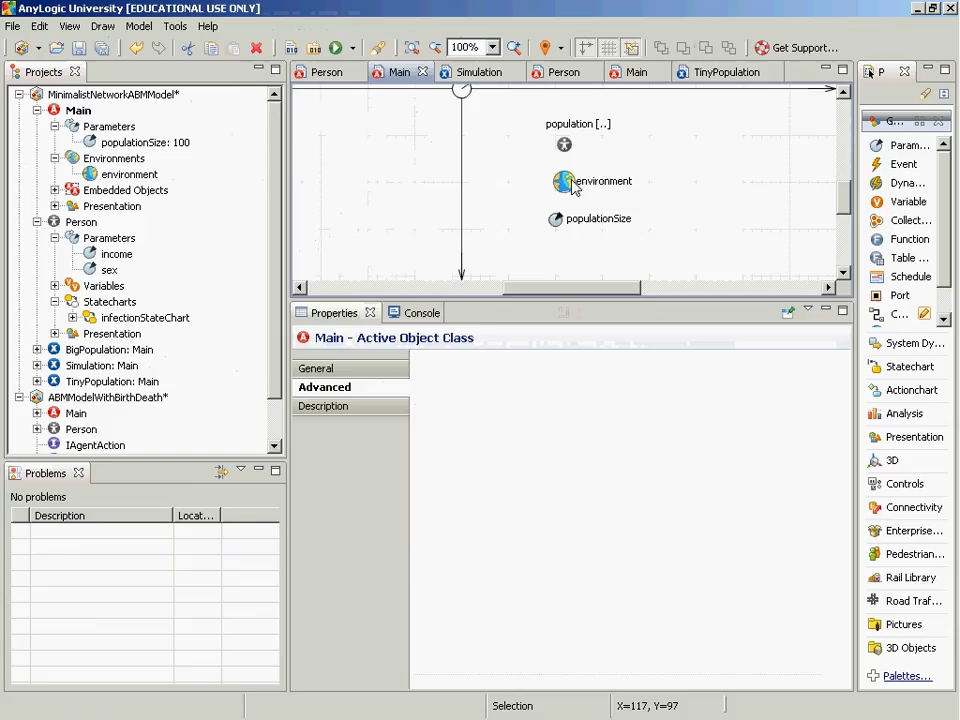 AnyLogic University [EDUCATIONAL USE ONLY]
File Edit View Draw Model Tools Help
100% Get Support...
Projects
Person Main Simulation Person Main TinyPopulation
P
MinimalistNetworkABMModel*
Main
Parameters
populationSize: 100
Environments
environment
Embedded Objects
Presentation
Person
Parameters
income
sex
Variables
Statecharts
infectionStateChart
Presentation
BigPopulation: Main
Simulation: Main
TinyPopulation: Main
ABMModelWithBirthDeath*
Main
Person
IAgentAction
population [..]
environment
populationSize
Properties Console
Main - Active Object Class
General
Advanced
Description
Problems
No problems
Description Locat...
G...
Param...
Event
Dyna...
Variable
Collect...
Function
Table ...
Schedule
Port
C...
System Dy...
Statechart
Actionchart
Analysis
Presentation
3D
Controls
Connectivity
Enterprise...
Pedestrian...
Rail Library
Road Traf...
Pictures
3D Objects
Palettes...
Selection X=117, Y=97